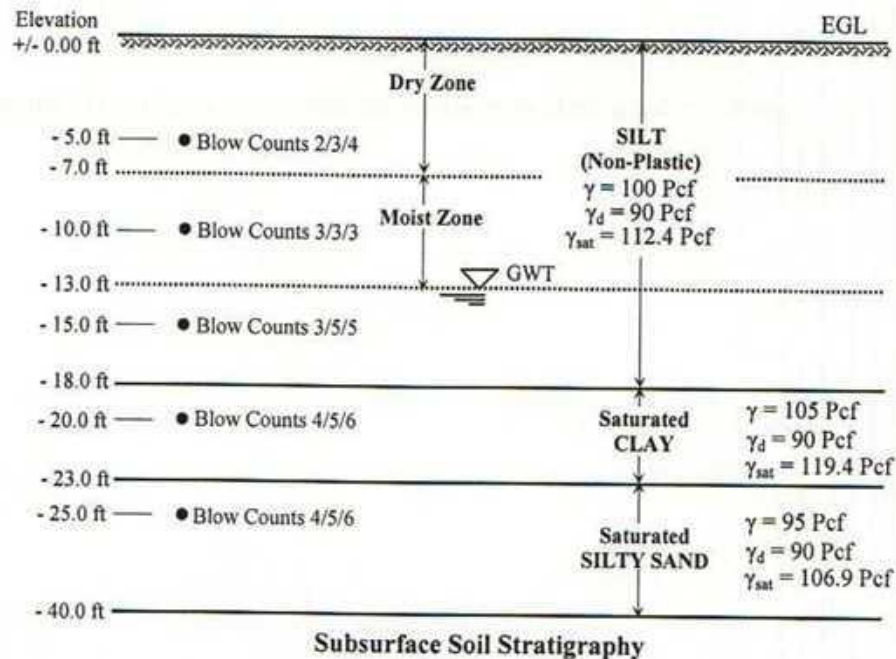 Elevation
+/- 0.00 ft
EGL
Dry Zone
- 5.0 ft
Blow Counts 2/3/4
SILT
- 7.0 ft
(Non-Plastic)
γ = 100 Pcf
Moist Zone
γd = 90 Pcf
- 10.0 ft
Blow Counts 3/3/3
γsat = 112.4 Pcf
GWT
- 13.0 ft
- 15.0 ft
Blow Counts 3/5/5
- 18.0 ft
γ = 105 Pcf
- 20.0 ft
Blow Counts 4/5/6
Saturated
CLAY
γd = 90 Pcf
γsat = 119.4 Pcf
- 23.0 ft
- 25.0 ft
Blow Counts 4/5/6
Saturated
SILTY SAND
γ = 95 Pcf
γd = 90 Pcf
γsat = 106.9 Pcf
- 40.0 ft
Subsurface Soil Stratigraphy